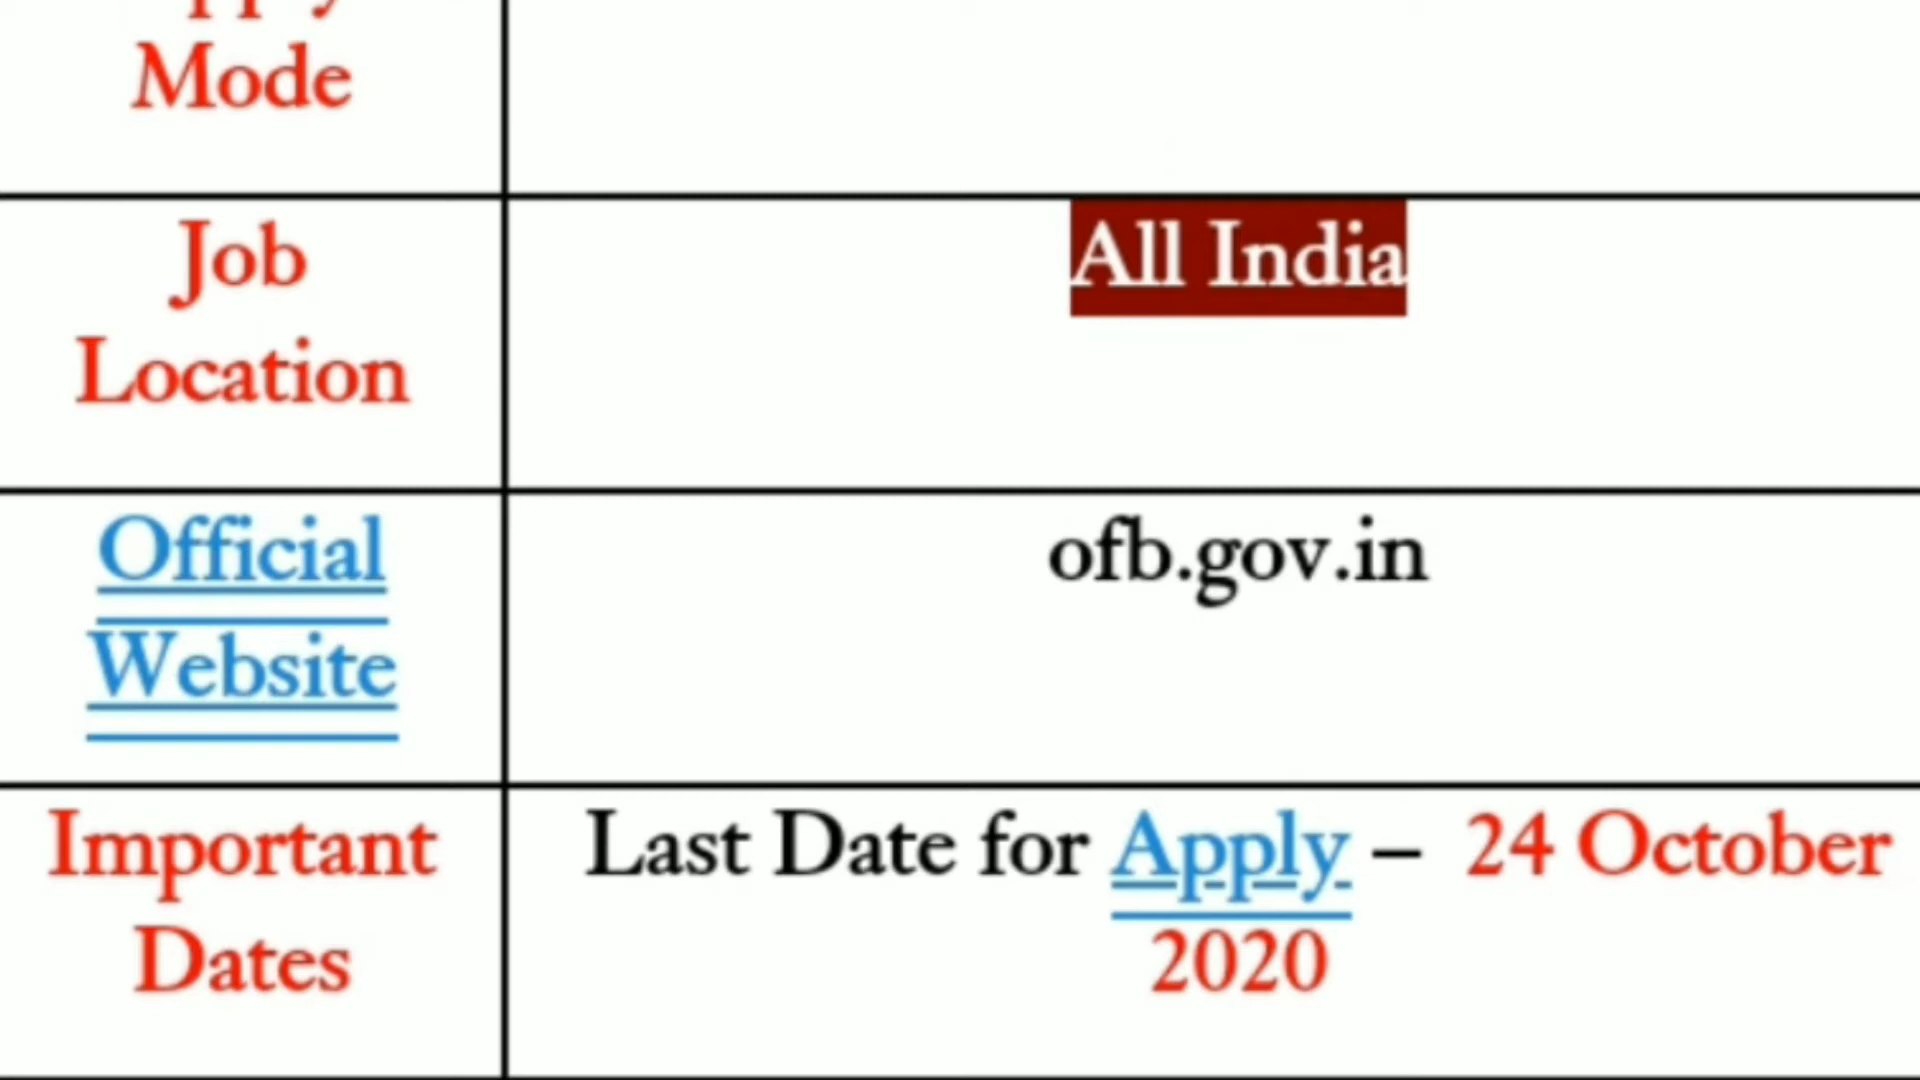 Mode
Job
Location
All India
Official
Website
ofb.gov.in
Important
Dates
Last Date for Apply – 24 October
2020